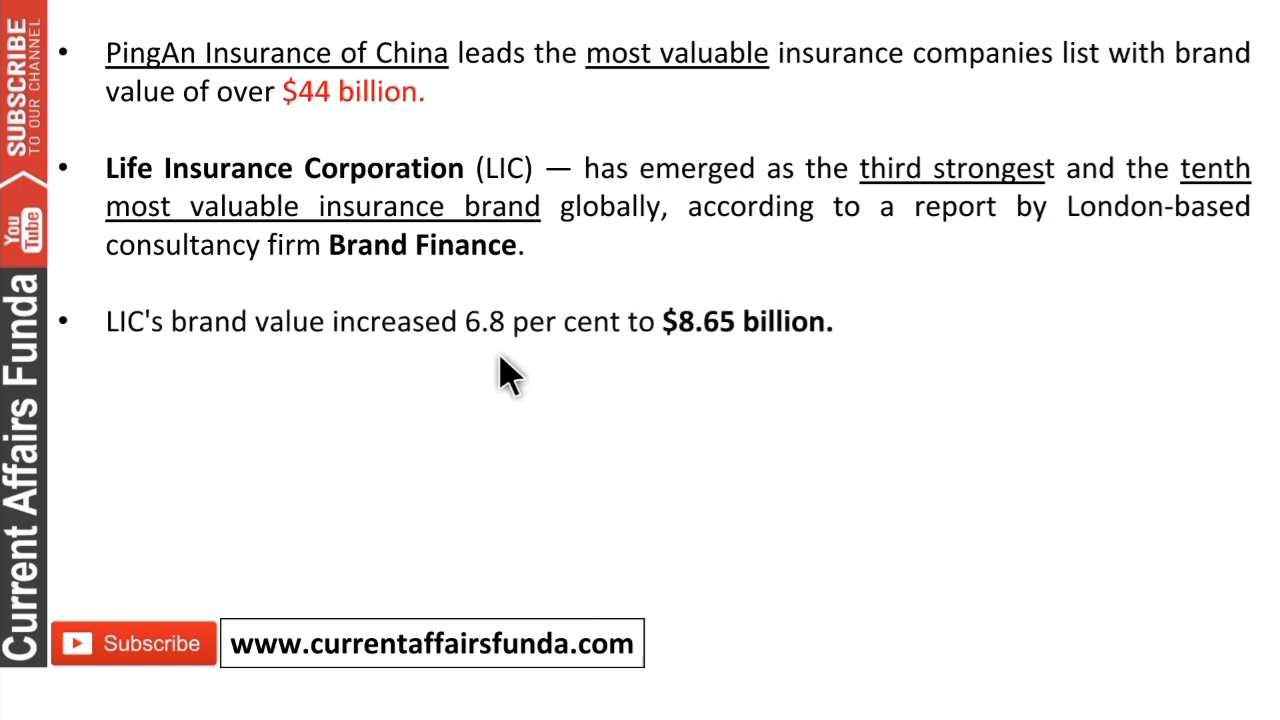 SUBSCRIBE
TO OUR CHANNEL
You
Tube
Current Affairs Funda
• PingAn Insurance of China leads the most valuable insurance companies list with brand
value of over $44 billion.
• Life Insurance Corporation (LIC) — has emerged as the third strongest and the tenth
most valuable insurance brand globally, according to a report by London-based
consultancy firm Brand Finance.
• LIC's brand value increased 6.8 per cent to $8.65 billion.
Subscribe
www.currentaffairsfunda.com